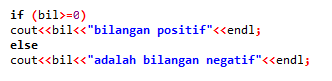 if (bil>=0)
cout<<bil<<"bilangan positif"<<endl;
else
cout<<bil<<"adalah bilangan negatif"<<endl;